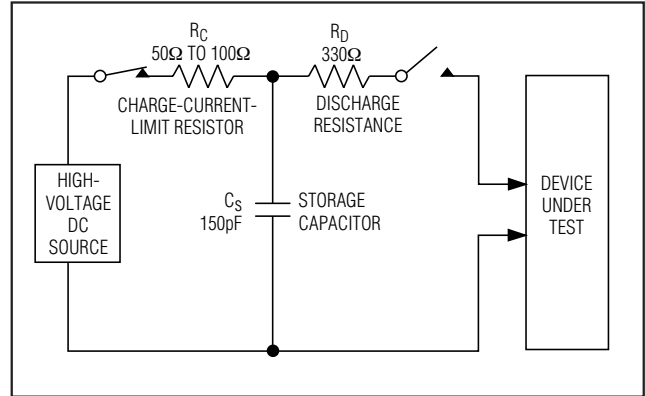 R_C
50Ω TO 100Ω
CHARGE-CURRENT-
LIMIT RESISTOR
R_D
330Ω
DISCHARGE
RESISTANCE
HIGH-
VOLTAGE
DC
SOURCE
C_S
150pF
STORAGE
CAPACITOR
DEVICE
UNDER
TEST